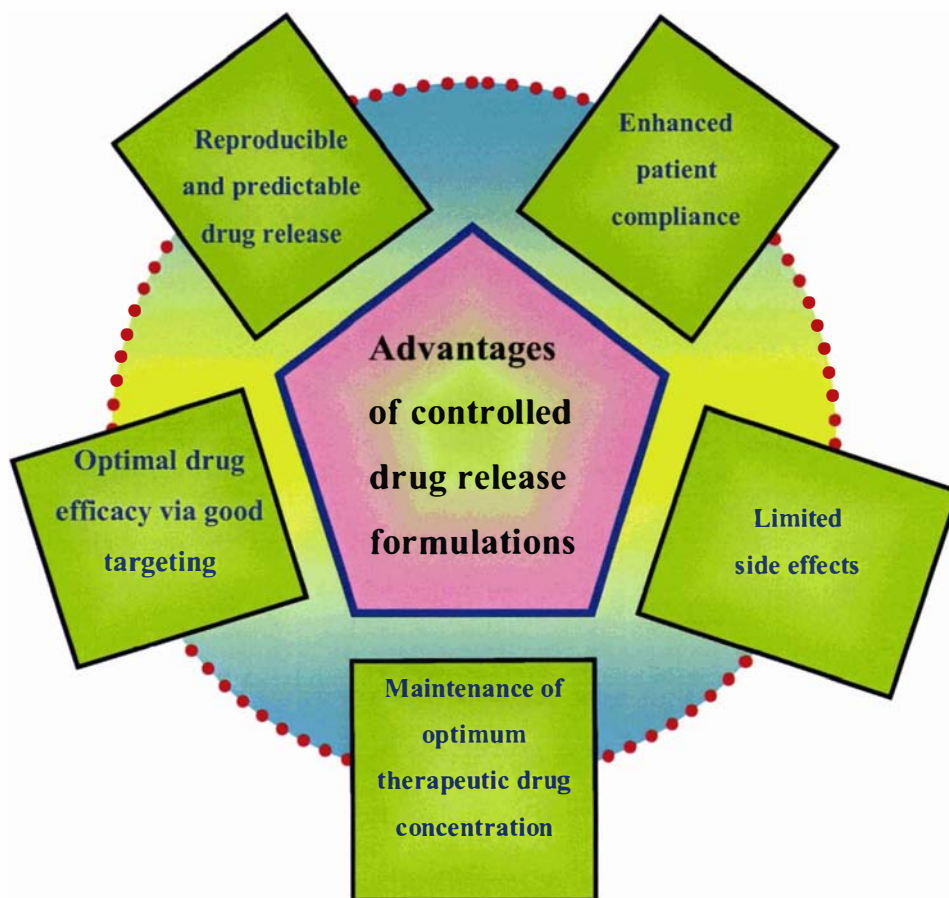 Reproducible
and predictable
drug release
Enhanced
patient
compliance
Advantages
of controlled
drug release
formulations
Optimal drug
efficacy via good
targeting
Limited
side effects
Maintenance of
optimum
therapeutic drug
concentration